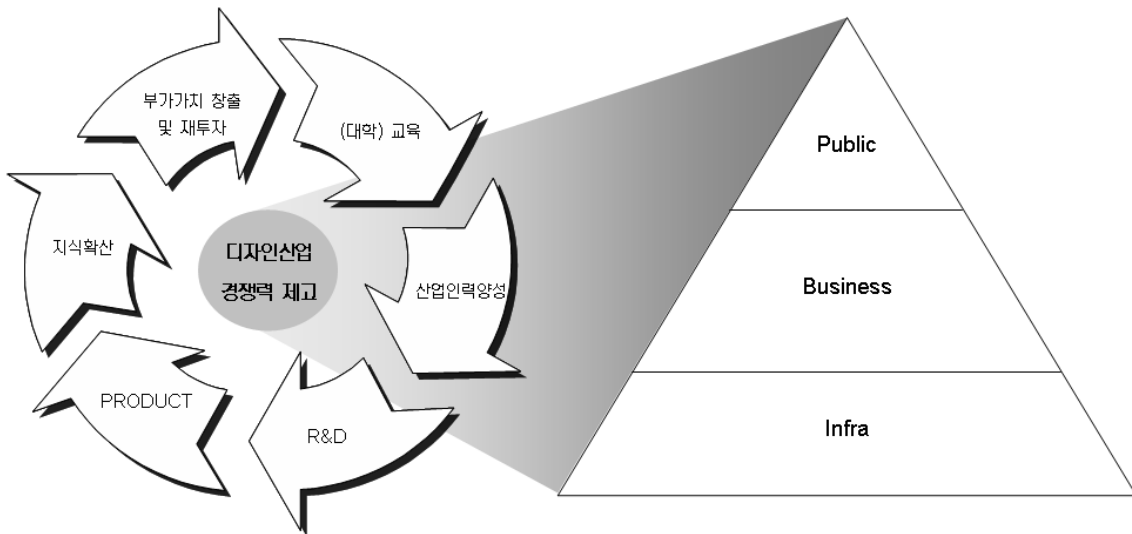 부가가치 창출
및 재투자
(대학) 교육
산업인력양성
R&D
PRODUCT
지식확산
디자인산업
경쟁력 제고
Public
Business
Infra